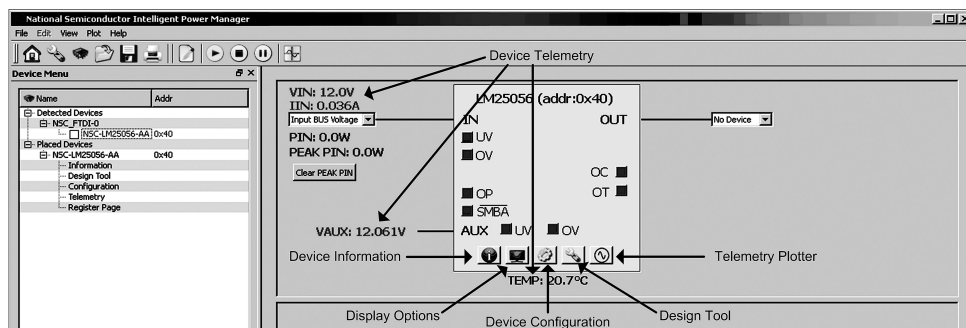 National Semiconductor Intelligent Power Manager
File Edit View Plot Help
Device Menu
Name Addr
Detected Devices
NSC_FTDI-0
NSC-LM25056-AA 0x40
Placed Devices
NSC-LM25056-AA 0x40
Information
Design Tool
Configuration
Telemetry
Register Page
Device Telemetry
VIN: 12.0V
IIN: 0.036A
Input BUS Voltage
PIN: 0.0W
PEAK PIN: 0.0W
Clear PEAK PIN
LM25056 (addr:0x40)
IN OUT
No Device
UV
OV
OC
OP OT
SMBA
VAUX: 12.061V
AUX UV OV
Device Information
Telemetry Plotter
TEMP: 20.7°C
Display Options
Device Configuration
Design Tool